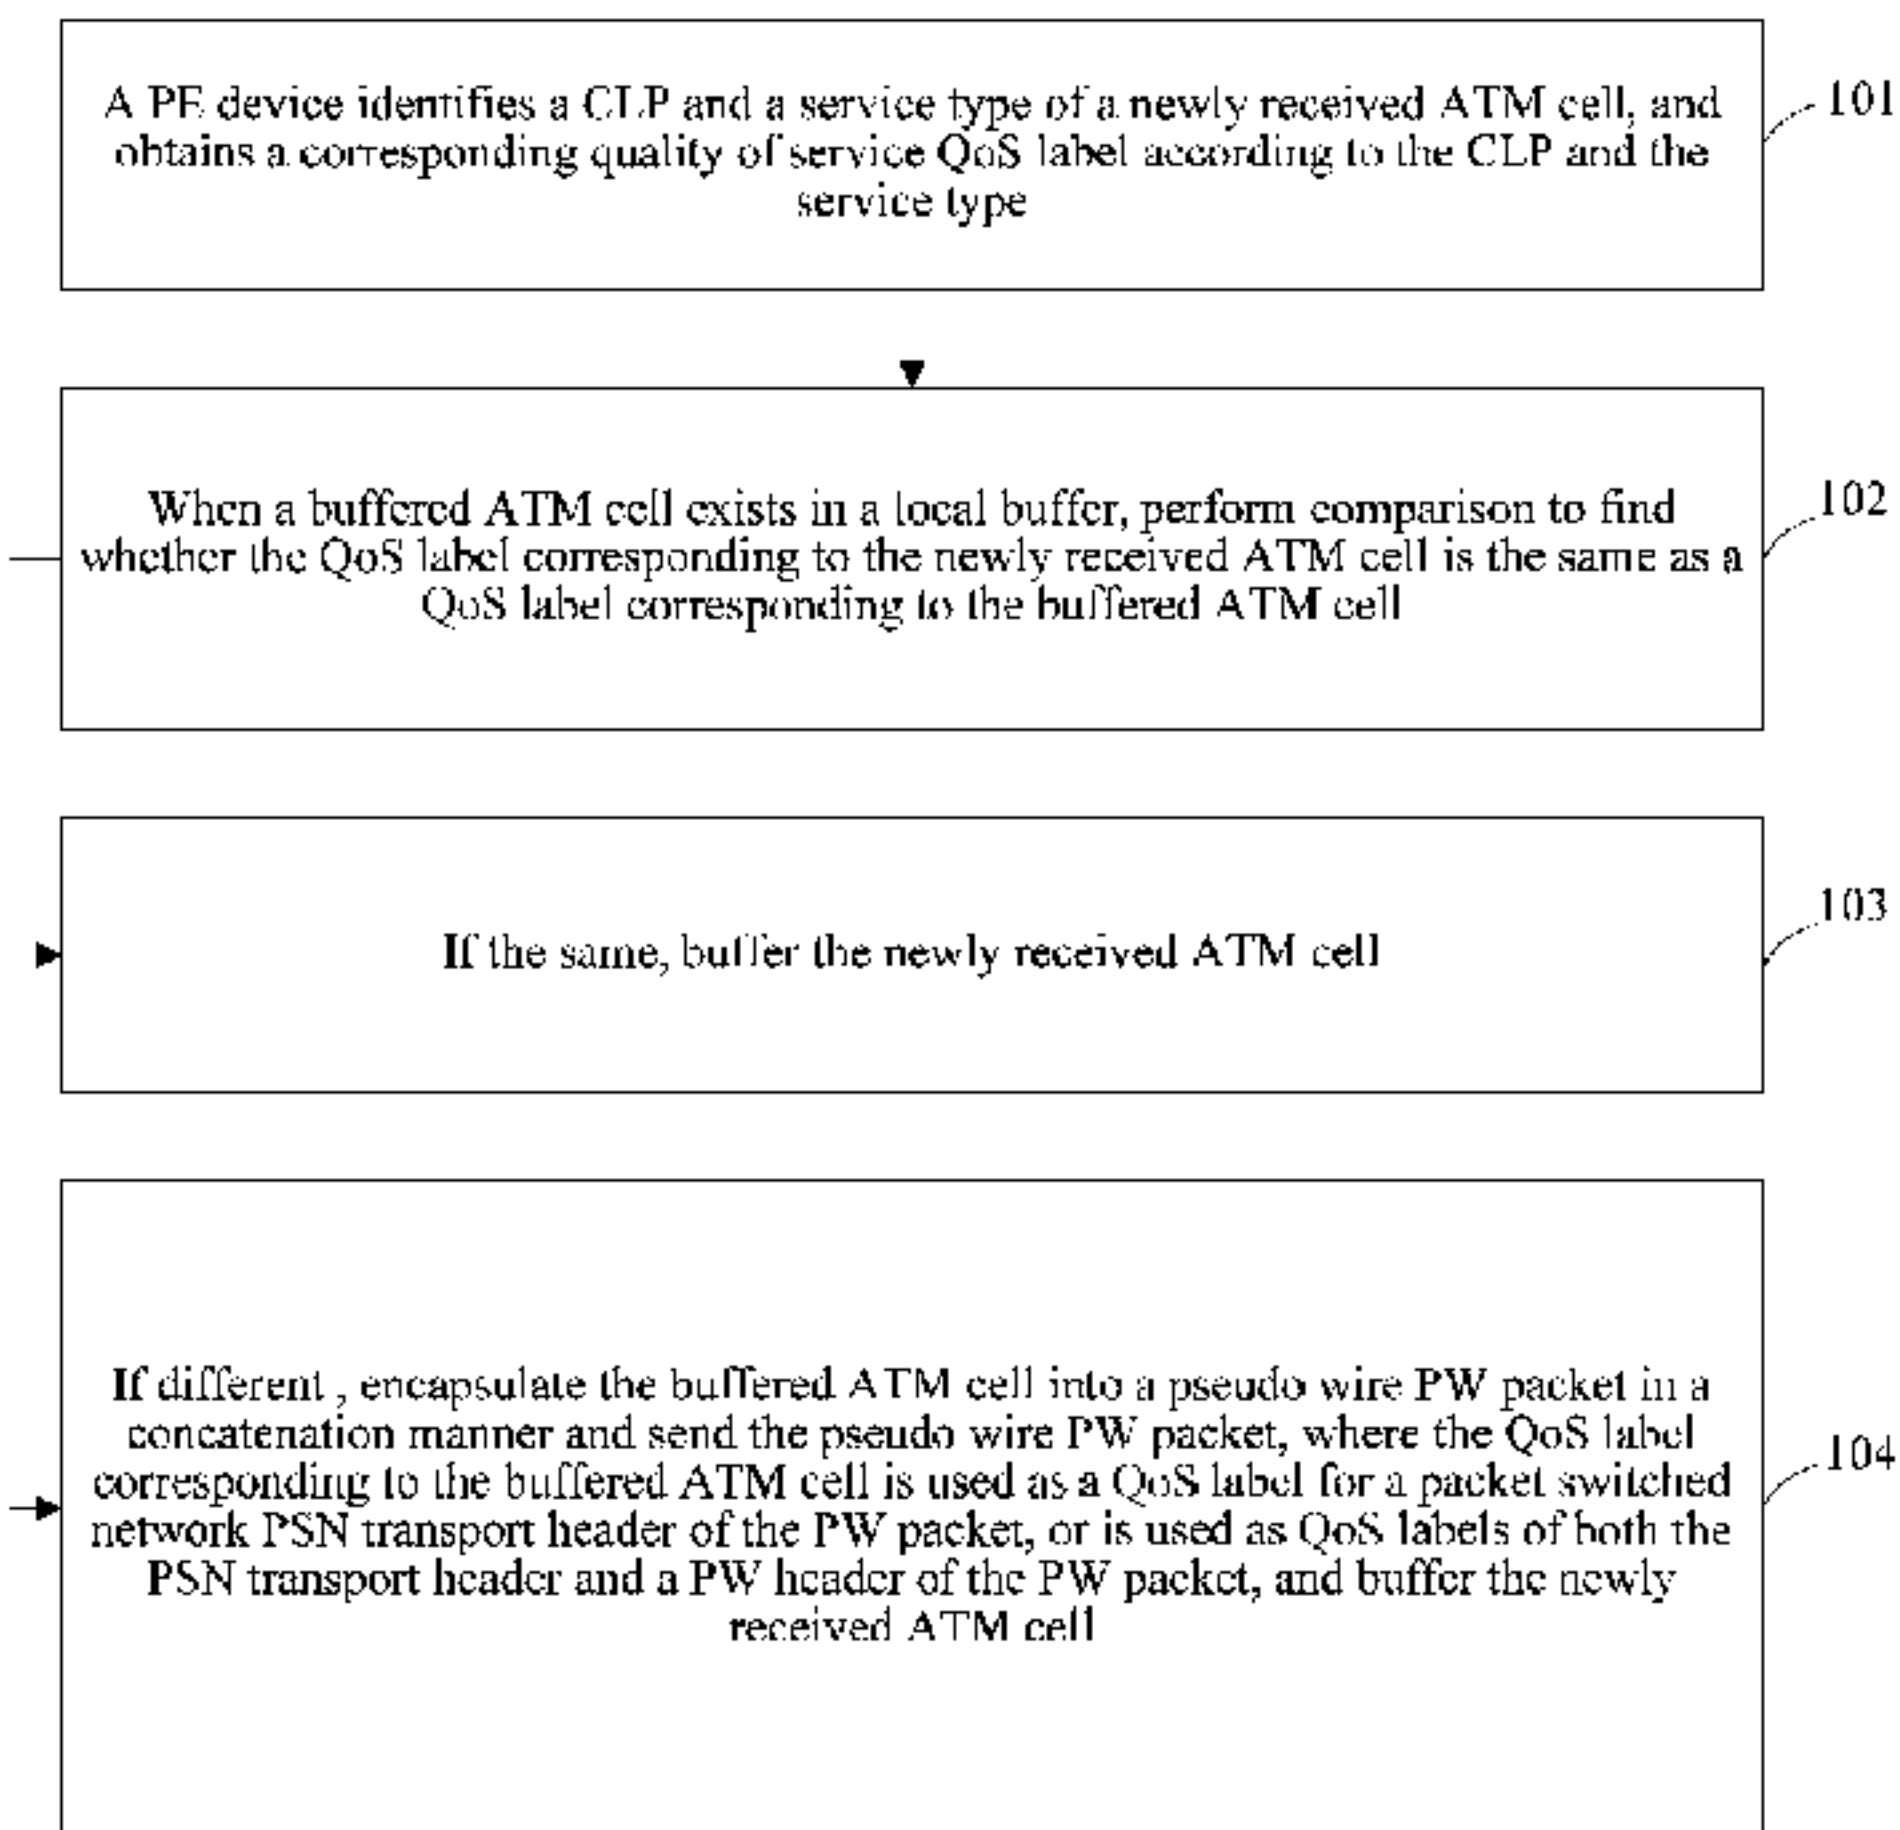 A PE device identifies a CLP and a service type of a newly received ATM cell, and
obtains a corresponding quality of service QoS label according to the CLP and the
service type
101
When a buffered ATM cell exists in a local buffer, perform comparison to find
whether the QoS label corresponding to the newly received ATM cell is the same as a
QoS label corresponding to the buffered ATM cell
102
If the same, buffer the newly received ATM cell
103
If different , encapsulate the buffered ATM cell into a pseudo wire PW packet in a
concatenation manner and send the pseudo wire PW packet, where the QoS label
corresponding to the buffered ATM cell is used as a QoS label for a packet switched
network PSN transport header of the PW packet, or is used as QoS labels of both the
PSN transport header and a PW header of the PW packet, and buffer the newly
received ATM cell
104